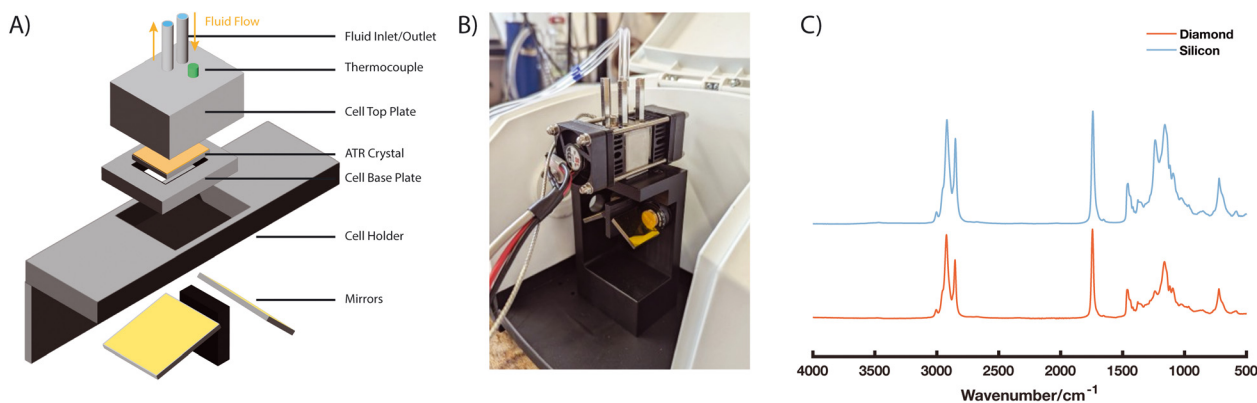 A)
Fluid Flow
Fluid Inlet/Outlet
Thermocouple
Cell Top Plate
ATR Crystal
Cell Base Plate
Cell Holder
Mirrors
B)
C)
Diamond
Silicon
4000 3500 3000 2500 2000 1500 1000 500
Wavenumber/cm⁻¹